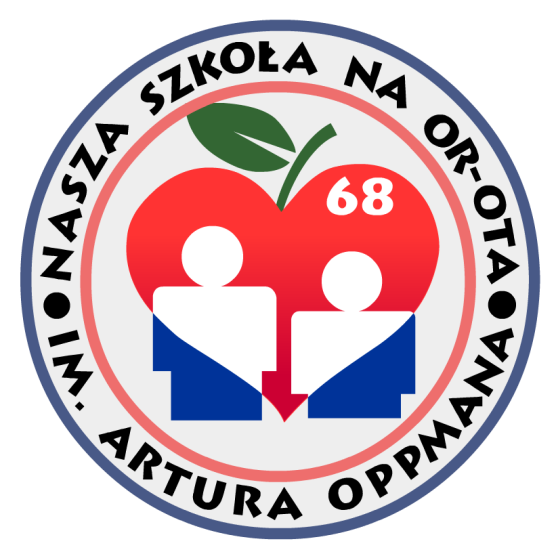 NASZA SZKOŁA NA OR-OTA
68
IM. ARTURA OPPMANA